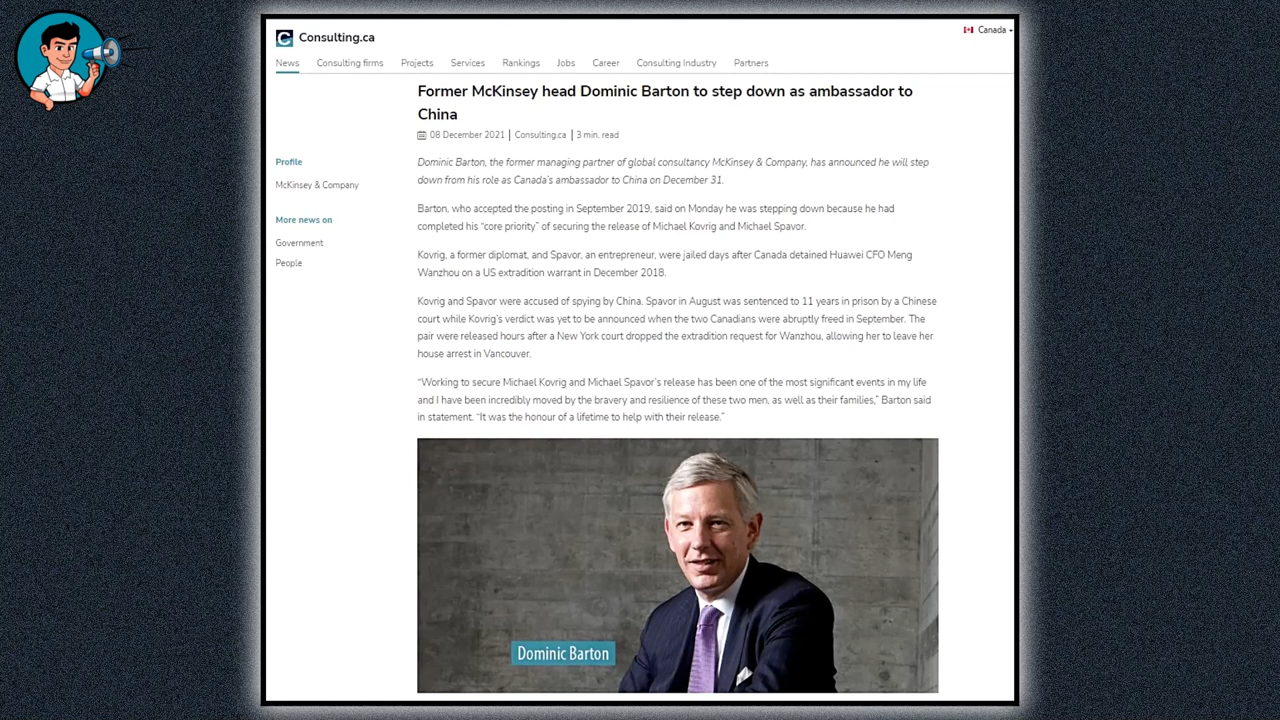 Consulting.ca
Canada
News Consulting firms Projects Services Rankings Jobs Career Consulting Industry Partners
Former McKinsey head Dominic Barton to step down as ambassador to
China
08 December 2021 | Consulting.ca | 3 min. read
Profile
McKinsey & Company
More news on
Government
People
Dominic Barton, the former managing partner of global consultancy McKinsey & Company, has announced he will step
down from his role as Canada's ambassador to China on December 31.
Barton, who accepted the posting in September 2019, said on Monday he was stepping down because he had
completed his “core priority” of securing the release of Michael Kovrig and Michael Spavor.
Kovrig, a former diplomat, and Spavor, an entrepreneur, were jailed days after Canada detained Huawei CFO Meng
Wanzhou on a US extradition warrant in December 2018.
Kovrig and Spavor were accused of spying by China. Spavor in August was sentenced to 11 years in prison by a Chinese
court while Kovrig's verdict was yet to be announced when the two Canadians were abruptly freed in September. The
pair were released hours after a New York court dropped the extradition request for Wanzhou, allowing her to leave her
house arrest in Vancouver.
“Working to secure Michael Kovrig and Michael Spavor's release has been one of the most significant events in my life
and I have been incredibly moved by the bravery and resilience of these two men, as well as their families,” Barton said
in statement. “It was the honour of a lifetime to help with their release.”
Dominic Barton